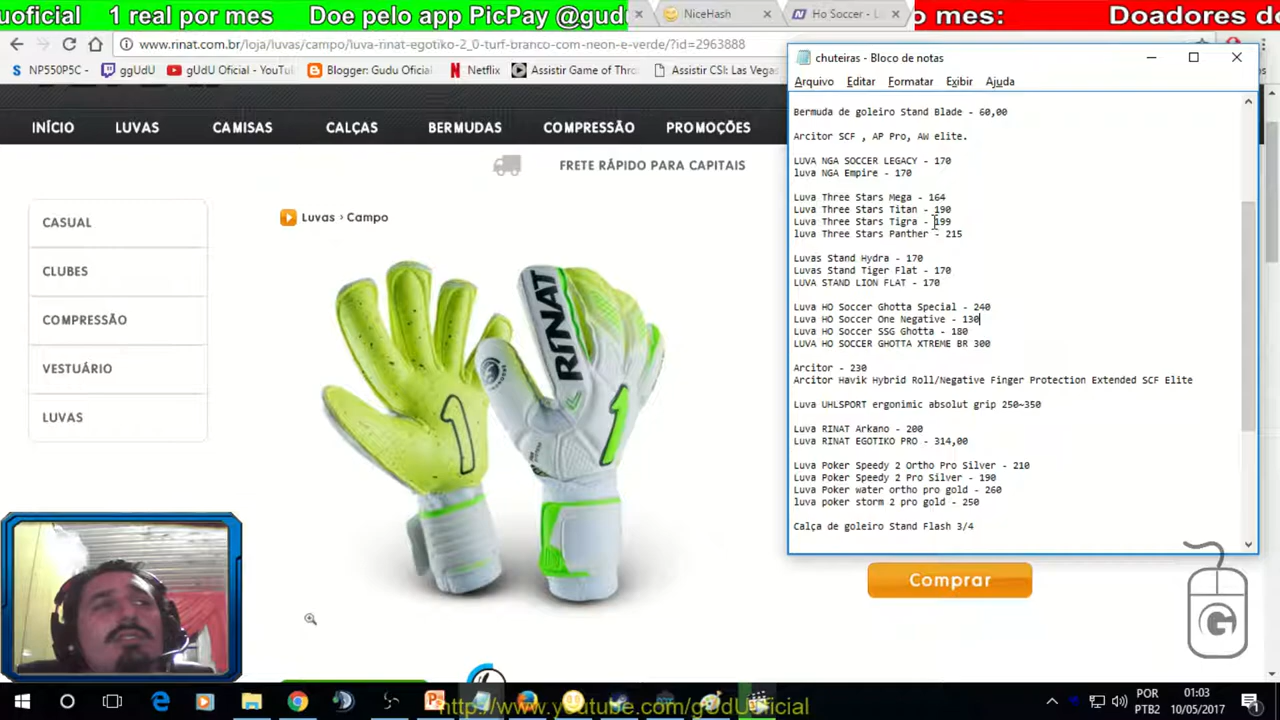 uoficial 1 real por mes Doe pelo app PicPay @gudu
o mes: Doadores do
NiceHash
Ho Soccer - L
www.rinat.com.br/loja/luvas/campo/luva-rinat-egotiko-2_0-turf-branco-com-neon-e-verde/?id=2963888
NP550P5C -
ggUdU
gUdU Oficial - YouTu
Blogger: Gudu Oficial
Netflix
Assistir Game of Thro
Assistir CSI: Las Vegas
INÍCIO
LUVAS
CAMISAS
CALÇAS
BERMUDAS
COMPRESSÃO
PROMOÇÕES
FRETE RÁPIDO PARA CAPITAIS
CASUAL
CLUBES
COMPRESSÃO
VESTUÁRIO
LUVAS
Luvas › Campo
RINAT
1
1
chuteiras - Bloco de notas
Arquivo Editar Formatar Exibir Ajuda
Bermuda de goleiro Stand Blade - 60,00
Arcitor SCF , AP Pro, AW elite.
LUVA NGA SOCCER LEGACY - 170
luva NGA Empire - 170
Luva Three Stars Mega - 164
Luva Three Stars Titan - 190
Luva Three Stars Tigra - 199
luva Three Stars Panther - 215
Luvas Stand Hydra - 170
Luvas Stand Tiger Flat - 170
LUVA STAND LION FLAT - 170
Luva HO Soccer Ghotta Special - 240
Luva HO Soccer One Negative - 130
Luva HO Soccer SSG Ghotta - 180
LUVA HO SOCCER GHOTTA XTREME BR 300
Arcitor - 230
Arcitor Havik Hybrid Roll/Negative Finger Protection Extended SCF Elite
Luva UHLSPORT ergonimic absolut grip 250~350
Luva RINAT Arkano - 200
Luva RINAT EGOTIKO PRO - 314,00
Luva Poker Speedy 2 Ortho Pro Silver - 210
Luva Poker Speedy 2 Pro Silver - 190
Luva Poker water ortho pro gold - 260
luva poker storm 2 pro gold - 250
Calça de goleiro Stand Flash 3/4
Comprar
G
http://www.youtube.com/gUdUoficial
POR
PTB2
01:03
10/05/2017
1